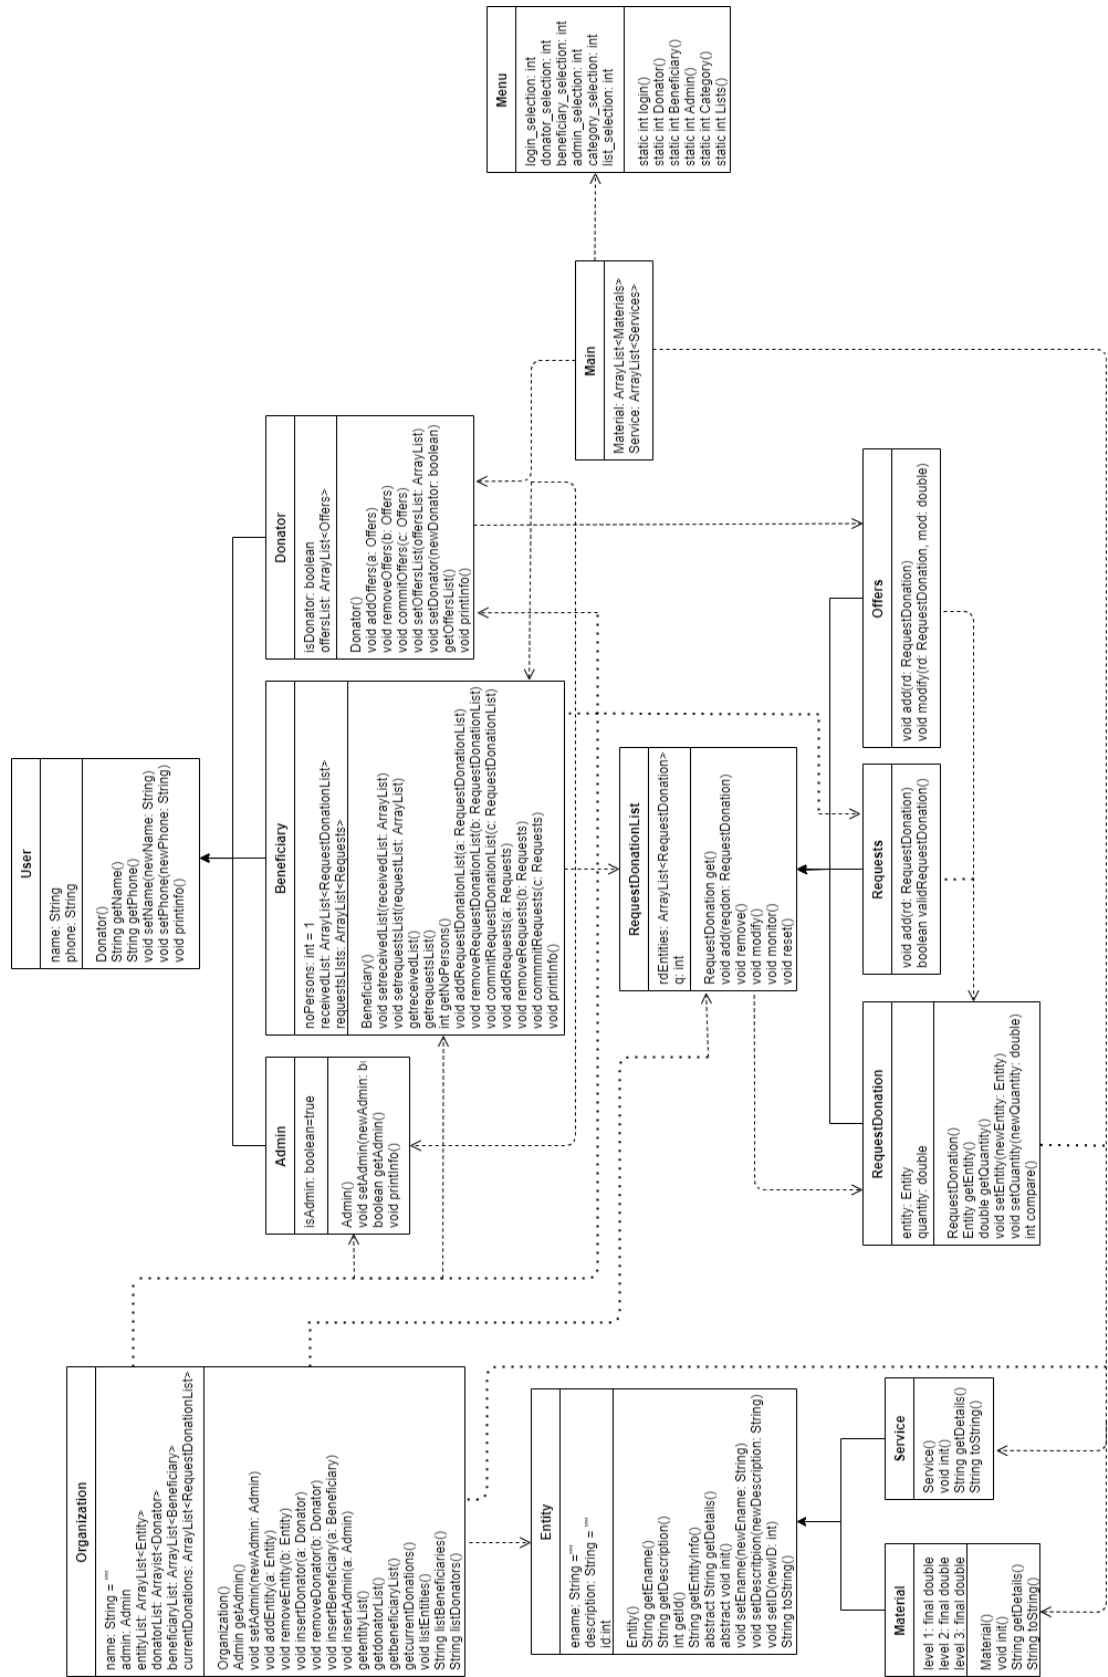 Organization
name: String = ""
admin: Admin
entityList: ArrayList<Entity>
donatorList: Arrayist<Donator>
beneficiaryList: ArrayList<Beneficiary>
currentDonations: ArrayList<RequestDonationList>
Organization()
Admin getAdmin()
void setAdmin(newAdmin: Admin)
void addEntity(a: Entity)
void removeEntity(b: Entity)
void insertDonator(a: Donator)
void removeDonator(b: Donator)
void insertBeneficiary(a: Beneficiary)
void insertAdmin(a: Admin)
getentityList()
getdonatorList()
getbeneficiaryList()
getcurrentDonations()
void listEntities()
String listBeneficiaries()
String listDonators()
Entity
ename: String =""
description: String = ""
id:int
Entity()
String getEname()
String getDescription()
int getId()
String getEntityInfo()
abstract String getDetails()
abstract void init()
void setEname(newEname: String)
void setDescritpion(newDescription: String)
void setID(newID: int)
String toString()
Material
level 1: final double
level 2: final double
level 3: final double
Material()
void init()
String getDetails()
String toString()
Service
Service()
void init()
String getDetails()
String toString()
User
name: String
phone: String
Donator()
String getName()
String getPhone()
void setName(newName: String)
void setPhone(newPhone: String)
void printinfo()
Admin
isAdmin: boolean=true
Admin()
void setAdmin(newAdmin: b
boolean getAdmin()
void printInfo()
Beneficiary
noPersons: int = 1
receivedList: ArrayList<RequestDonationList>
requestsLIsts: ArrayList<Requests>
Beneficiary()
void setreceivedList(receivedList: ArrayList)
void setrequestsList(requestList: ArrayList)
getreceivedList()
getrequestsList()
int getNoPersons()
void addRequestDonationList(a: RequestDonationList)
void removeRequestDonationList(b: RequestDonationList)
void commitRequestDonationList(c: RequestDonationList)
void addRequests(a: Requests)
void removeRequests(b: Requests)
void commmitRequests(c: Requests)
void printInfo()
Donator
isDonator: boolean
offersList: ArrayList<Offers>
Donator()
void addOffers(a: Offers)
void removeOffers(b: Offers)
void commitOffers(c: Offers)
void setOffersList(offersList: ArrayList)
void setDonator(newDonator: boolean)
getOffersList()
void printInfo()
RequestDonationList
rdEntities: ArrayList<RequestDonation>
q: int
RequestDonation get()
void add(reqdon: RequestDonation)
void remove()
void modify()
void monitor()
void reset()
RequestDonation
entity: Entity
quantity: double
RequestDonation()
Entity getEntity()
double getQuantity()
void setEntity(newEntity: Entity)
void setQuantity(newQuantity: double)
int compare()
Requests
void add(rd: RequestDonation)
boolean validRequestDonation()
Offers
void add(rd: RequestDonation)
void modify(rd: RequestDonation, mod: double)
Main
Material: ArrayList<Materials>
Service: ArrayList<Services>
Menu
login_selection: int
donator_selection: int
beneficiary_selection: int
admin_selection: int
category_selection: int
list_selection: int
static int login()
static int Donator()
static int Beneficiary()
static int Admin()
static int Category()
static int Lists()